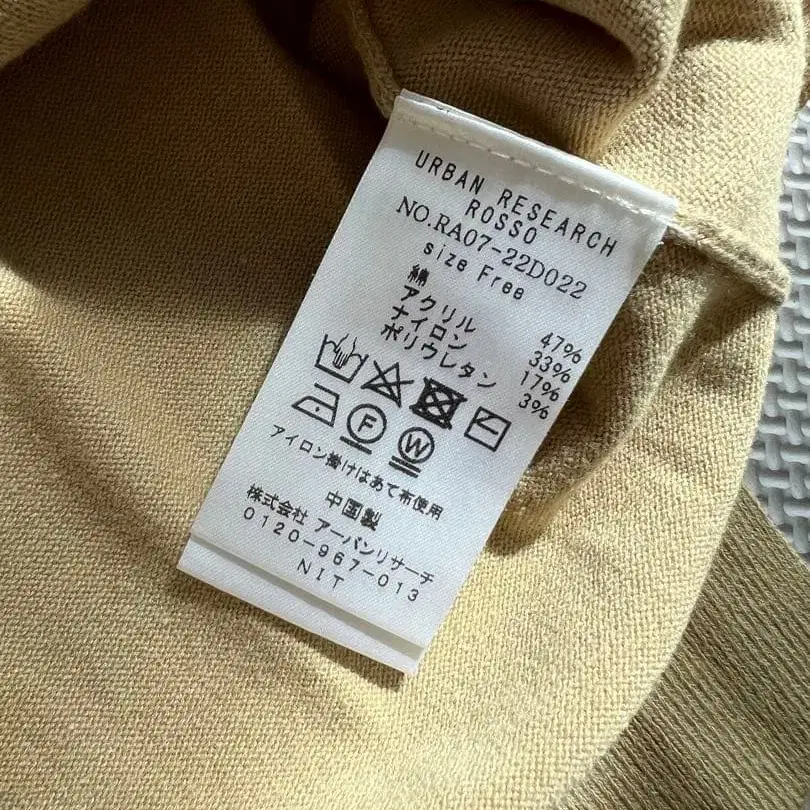 URBAN RESEARCH
ROSSO
NO.RA07-22D022
size Free
綿 47%
アクリル 33%
ナイロン 17%
ポリウレタン 3%
F W
アイロン掛けはあて布使用
中国製
株式会社 アーバンリサーチ
0120-967-013
NIT